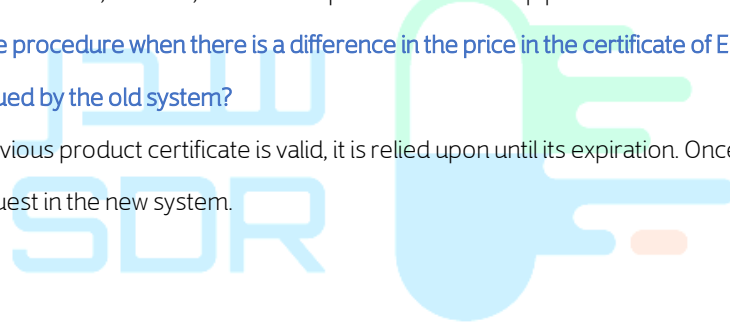 e procedure when there is a difference in the price in the certificate of E
ued by the old system?
vious product certificate is valid, it is relied upon until its expiration. Once
uest in the new system.
سدر
SDR